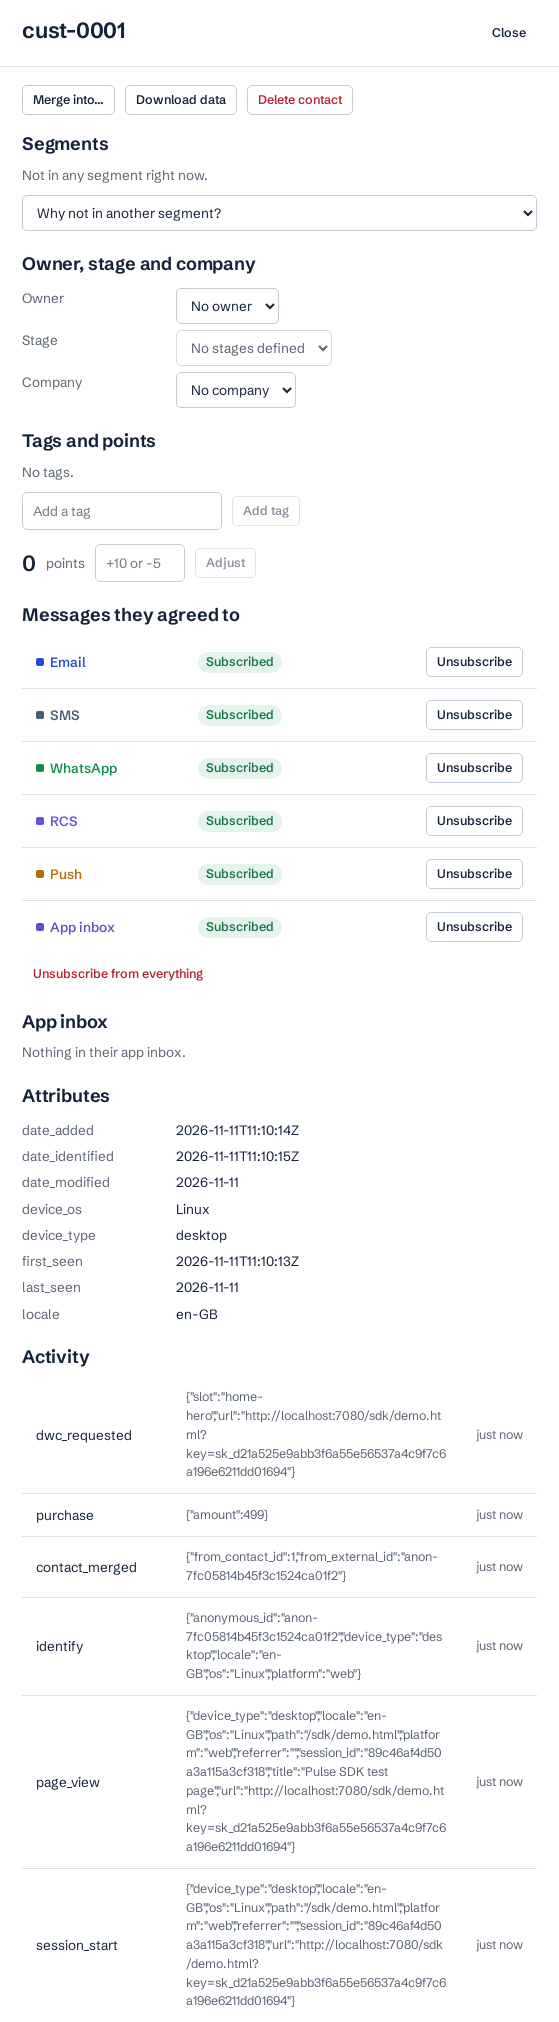 cust-0001
Close
Merge into...
Download data
Delete contact
Segments
Not in any segment right now.
Why not in another segment?
Owner, stage and company
Owner
No owner
Stage
No stages defined
Company
No company
Tags and points
No tags.
Add a tag
Add tag
0 points
+10 or -5
Adjust
Messages they agreed to
Email
Subscribed
Unsubscribe
SMS
Subscribed
Unsubscribe
WhatsApp
Subscribed
Unsubscribe
RCS
Subscribed
Unsubscribe
Push
Subscribed
Unsubscribe
App inbox
Subscribed
Unsubscribe
Unsubscribe from everything
App inbox
Nothing in their app inbox.
Attributes
date_added 2026-11-11T11:10:14Z
date_identified 2026-11-11T11:10:15Z
date_modified 2026-11-11
device_os Linux
device_type desktop
first_seen 2026-11-11T11:10:13Z
last_seen 2026-11-11
locale en-GB
Activity
dwc_requested
{"slot":"home-
hero","url":"http://localhost:7080/sdk/demo.ht
ml?
key=sk_d21a525e9abb3f6a55e56537a4c9f7c6
a196e6211dd01694"}
just now
purchase
{"amount":499}
just now
contact_merged
{"from_contact_id":1,"from_external_id":"anon-
7fc05814b45f3c1524ca01f2"}
just now
identify
{"anonymous_id":"anon-
7fc05814b45f3c1524ca01f2","device_type":"des
ktop","locale":"en-
GB","os":"Linux","platform":"web"}
just now
page_view
{"device_type":"desktop","locale":"en-
GB","os":"Linux","path":"/sdk/demo.html","platfor
m":"web","referrer":"","session_id":"89c46af4d50
a3a115a3cf318","title":"Pulse SDK test
page","url":"http://localhost:7080/sdk/demo.ht
ml?
key=sk_d21a525e9abb3f6a55e56537a4c9f7c6
a196e6211dd01694"}
just now
session_start
{"device_type":"desktop","locale":"en-
GB","os":"Linux","path":"/sdk/demo.html","platfor
m":"web","referrer":"","session_id":"89c46af4d50
a3a115a3cf318","url":"http://localhost:7080/sdk
/demo.html?
key=sk_d21a525e9abb3f6a55e56537a4c9f7c6
a196e6211dd01694"}
just now